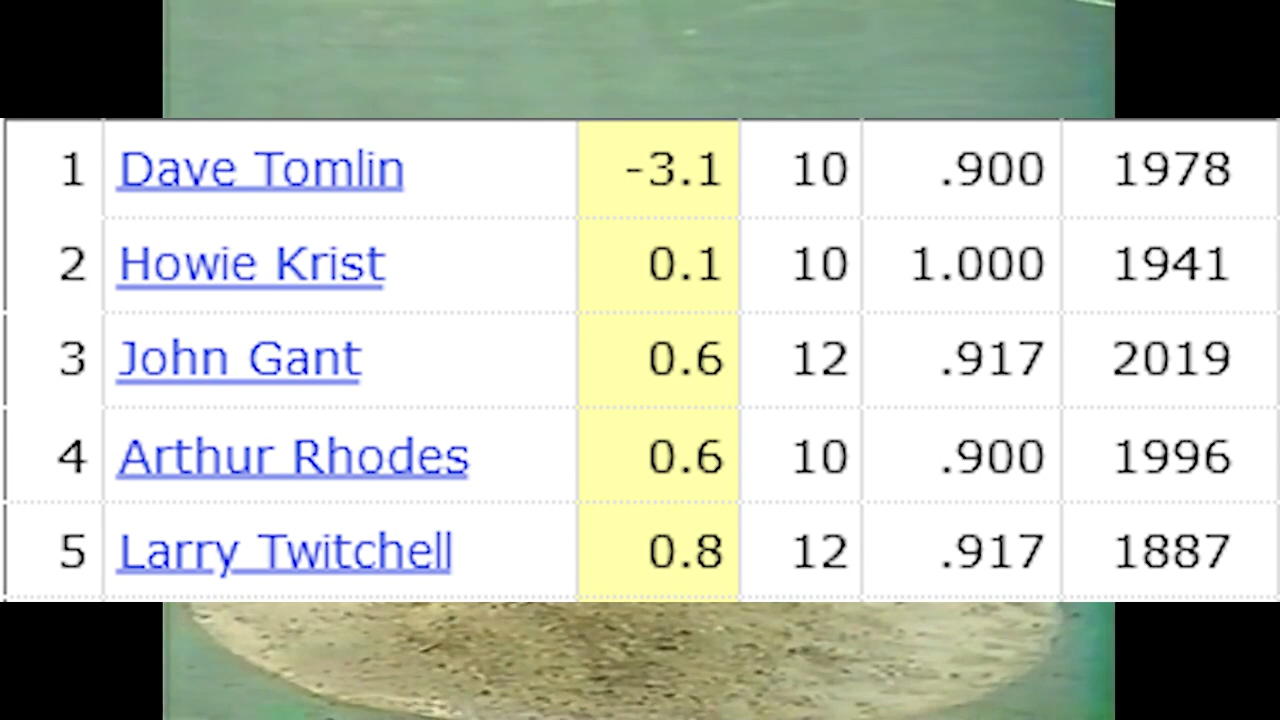 1 Dave Tomlin -3.1 10 .900 1978
2 Howie Krist 0.1 10 1.000 1941
3 John Gant 0.6 12 .917 2019
4 Arthur Rhodes 0.6 10 .900 1996
5 Larry Twitchell 0.8 12 .917 1887